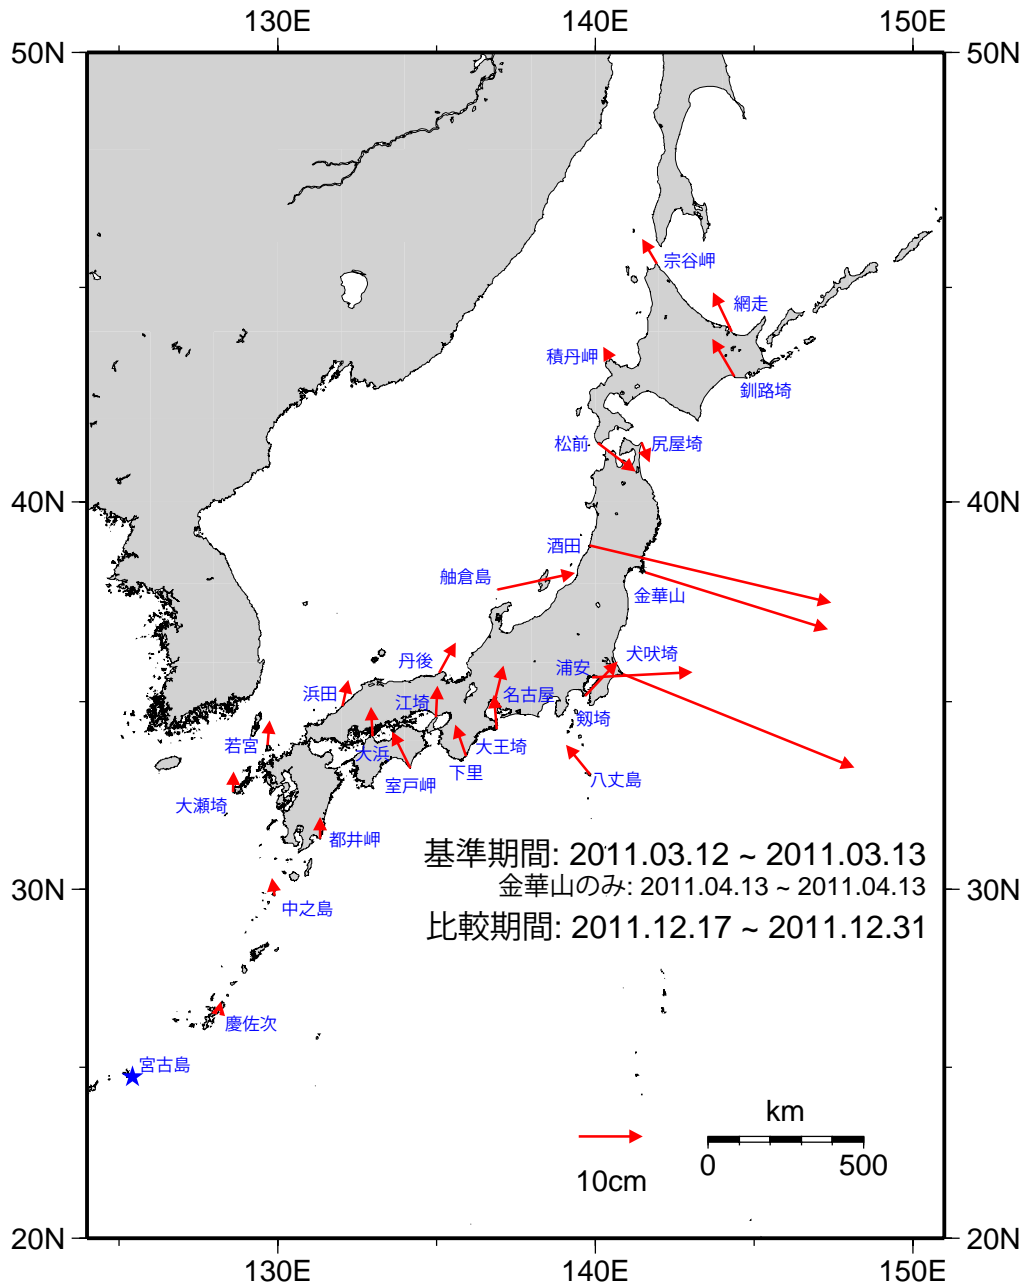 130E 140E 150E
50N 50N
宗谷岬
網走
積丹岬
釧路埼
松前 尻屋埼
40N 40N
酒田
舳倉島
金華山
丹後 浦安 犬吠埼
浜田 江埼 名古屋 剱埼
若宮 大浜 大王埼
室戸岬 下里 八丈島
大瀬埼
都井岬
基準期間: 2011.03.12 ~ 2011.03.13
金華山のみ: 2011.04.13 ~ 2011.04.13
30N 30N
中之島
比較期間: 2011.12.17 ~ 2011.12.31
慶佐次
宮古島
km
0 500
10cm
20N 20N
130E 140E 150E